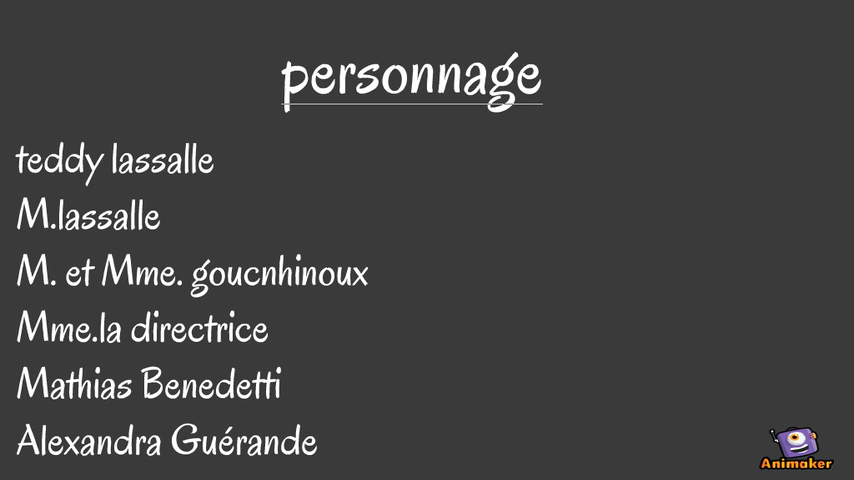 personnage
teddy lassalle
M.lassalle
M. et Mme. goucnhinoux
Mme.la directrice
Mathias Benedetti
Alexandra Guérande
Animaker